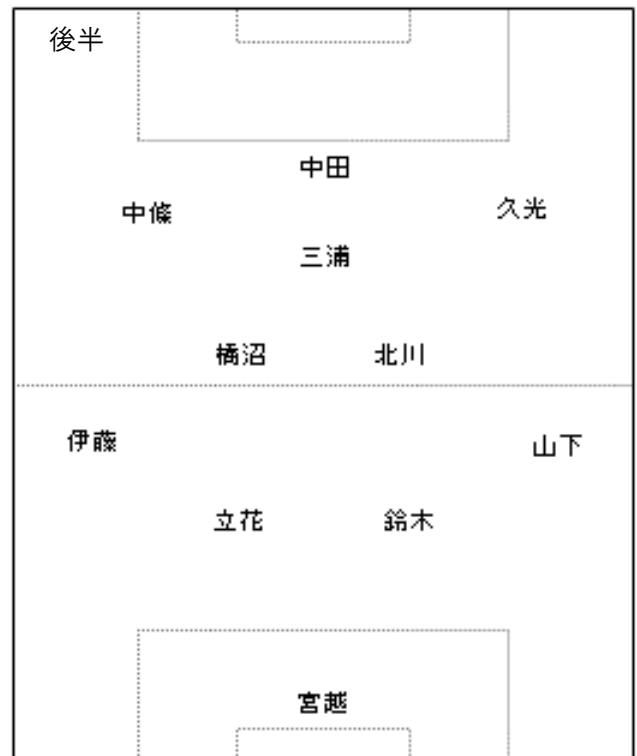 後半
中田
中條 久光
三浦
橋沼 北川
伊藤 山下
立花 鈴木
宮越